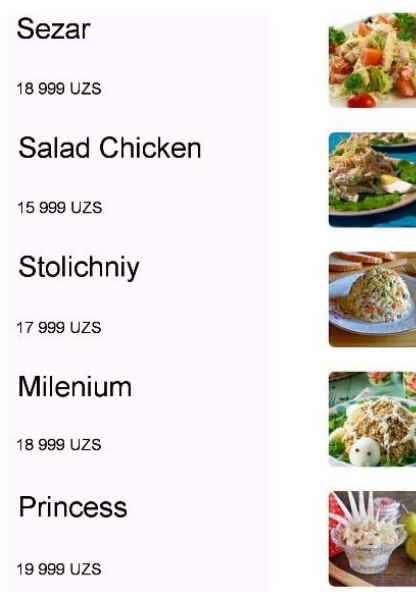 Sezar
18 999 UZS
Salad Chicken
15 999 UZS
Stolichniy
17 999 UZS
Milenium
18 999 UZS
Princess
19 999 UZS